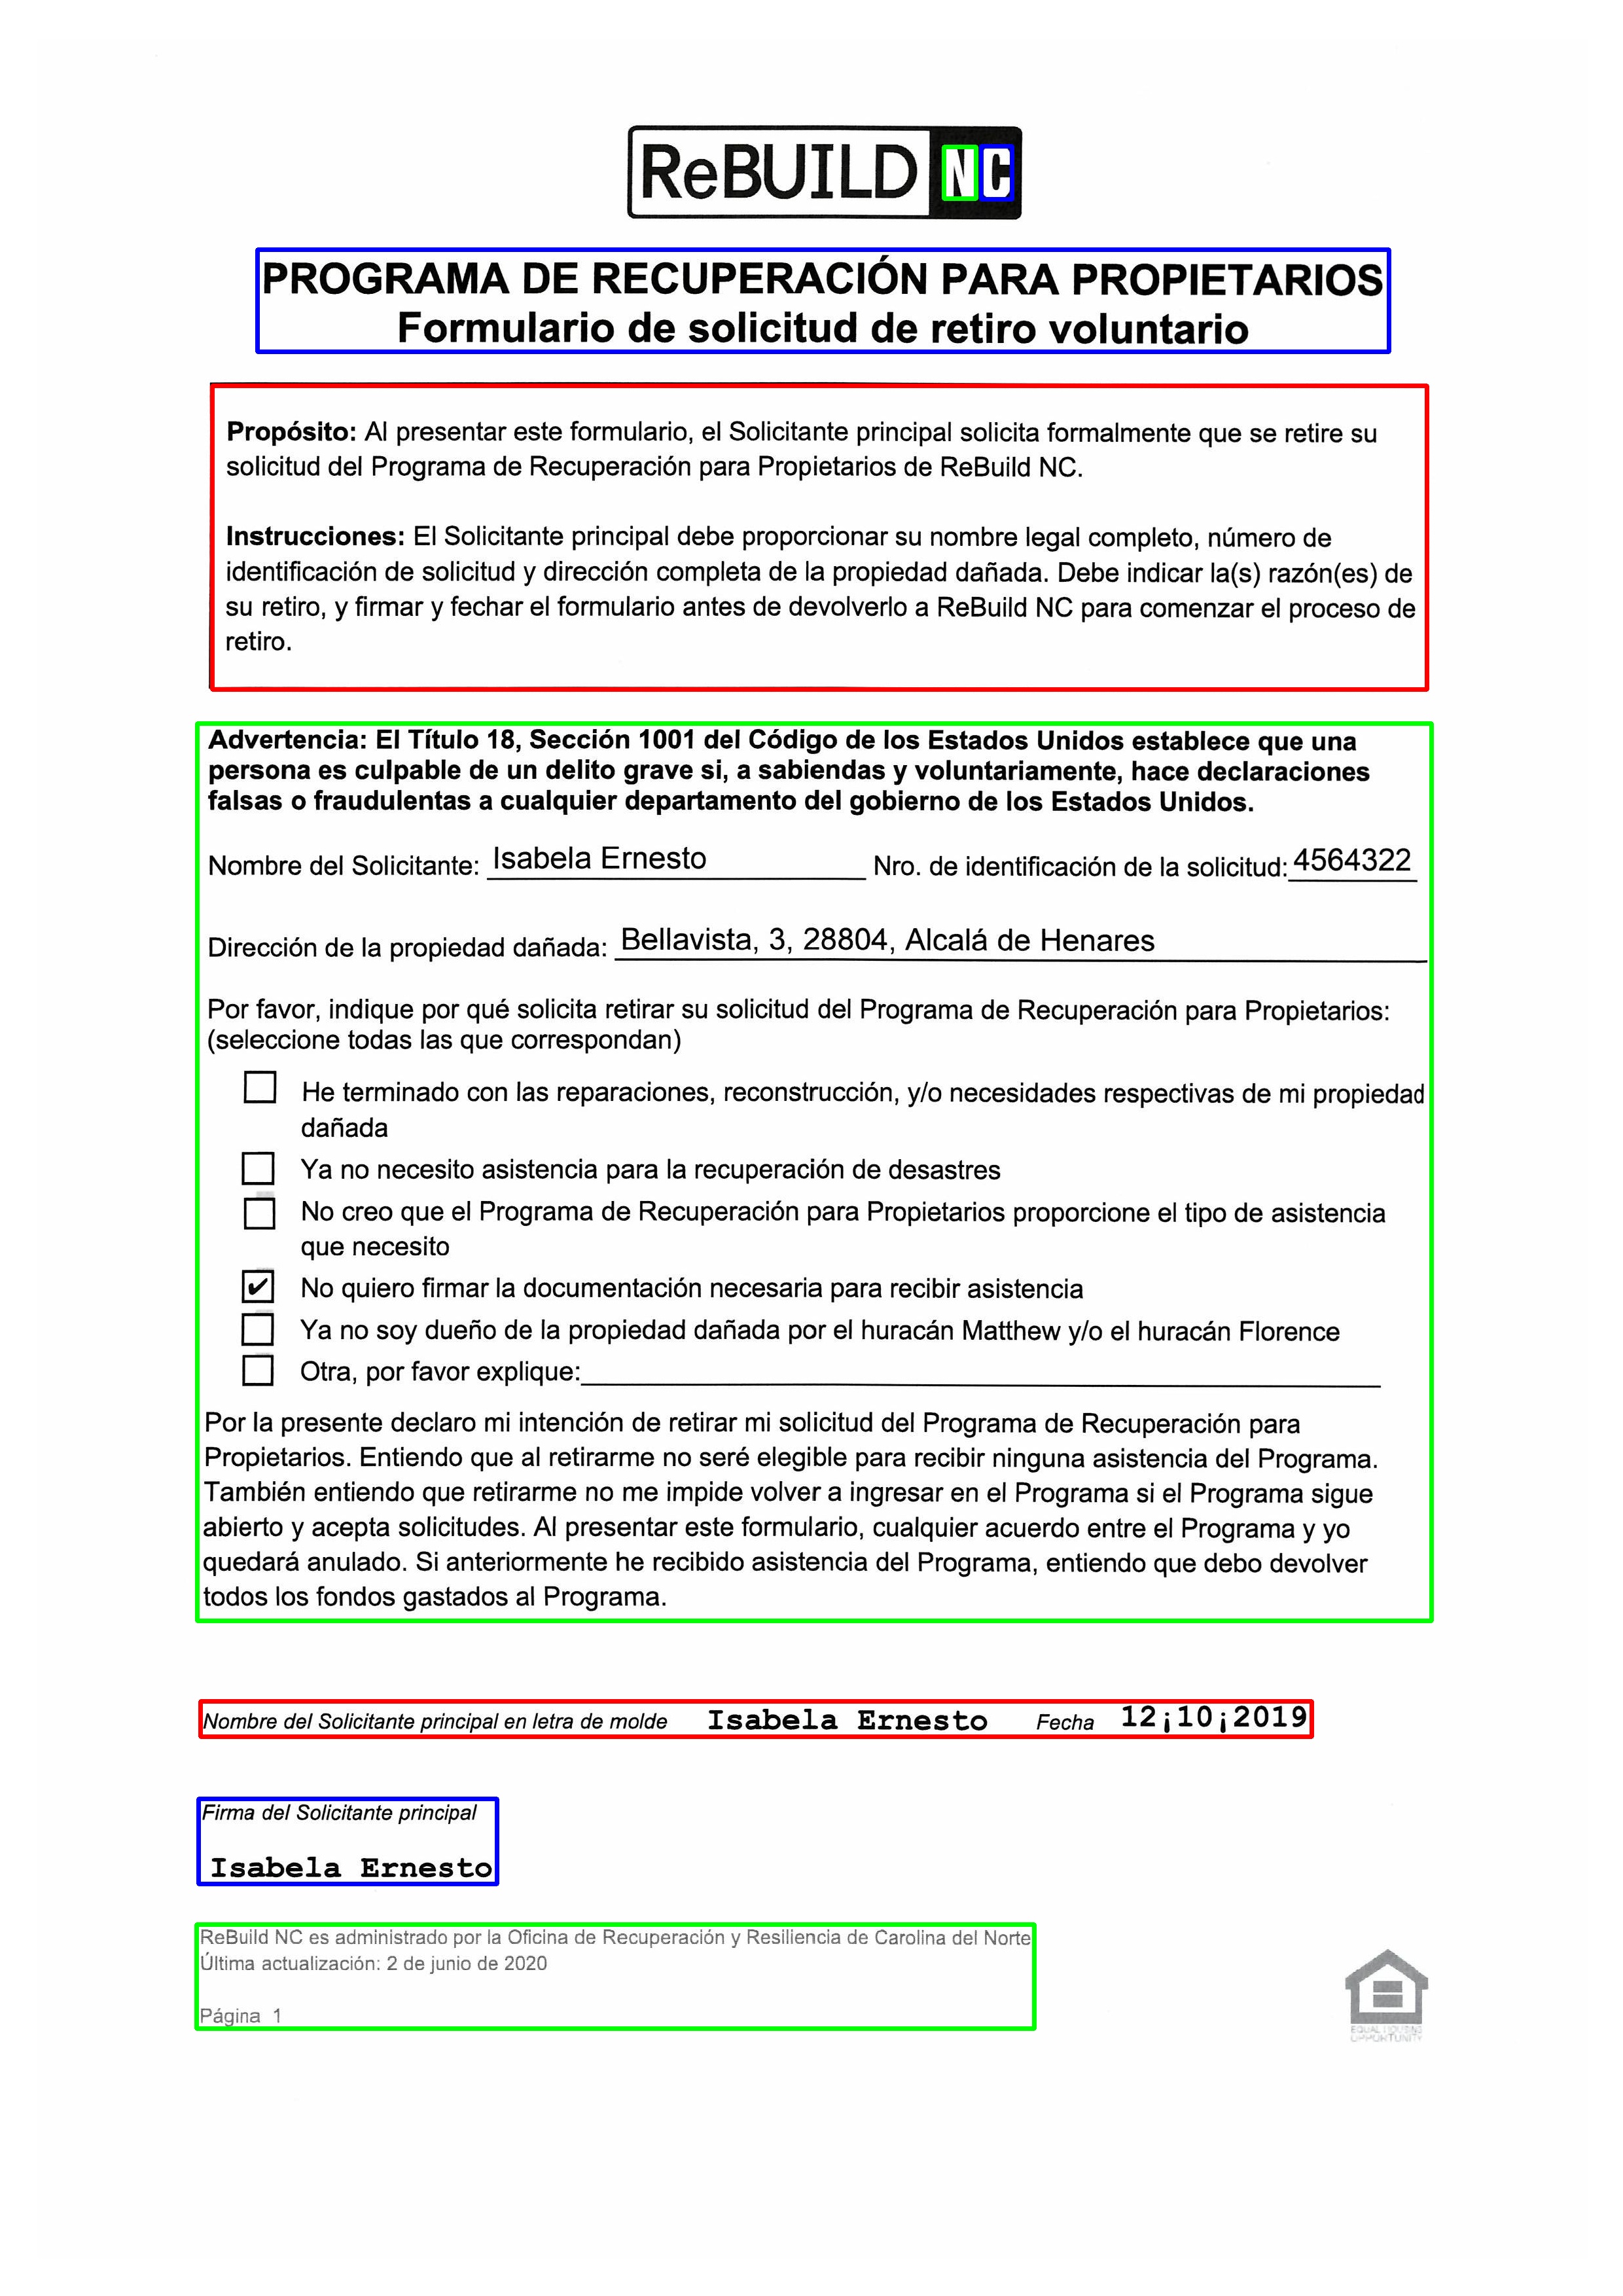 ReBUILD NC
PROGRAMA DE RECUPERACIÓN PARA PROPIETARIOS
Formulario de solicitud de retiro voluntario
Propósito: Al presentar este formulario, el Solicitante principal solicita formalmente que se retire su
solicitud del Programa de Recuperación para Propietarios de ReBuild NC.
Instrucciones: El Solicitante principal debe proporcionar su nombre legal completo, número de
identificación de solicitud y dirección completa de la propiedad dañada. Debe indicar la(s) razón(es) de
su retiro, y firmar y fechar el formulario antes de devolverlo a ReBuild NC para comenzar el proceso de
retiro.
Advertencia: El Título 18, Sección 1001 del Código de los Estados Unidos establece que una
persona es culpable de un delito grave si, a sabiendas y voluntariamente, hace declaraciones
falsas o fraudulentas a cualquier departamento del gobierno de los Estados Unidos.
Nombre del Solicitante: Isabela Ernesto Nro. de identificación de la solicitud: 4564322
Dirección de la propiedad dañada: Bellavista, 3, 28804, Alcalá de Henares
Por favor, indique por qué solicita retirar su solicitud del Programa de Recuperación para Propietarios:
(seleccione todas las que correspondan)
He terminado con las reparaciones, reconstrucción, y/o necesidades respectivas de mi propiedad
dañada
Ya no necesito asistencia para la recuperación de desastres
No creo que el Programa de Recuperación para Propietarios proporcione el tipo de asistencia
que necesito
✔ No quiero firmar la documentación necesaria para recibir asistencia
Ya no soy dueño de la propiedad dañada por el huracán Matthew y/o el huracán Florence
Otra, por favor explique:
Por la presente declaro mi intención de retirar mi solicitud del Programa de Recuperación para
Propietarios. Entiendo que al retirarme no seré elegible para recibir ninguna asistencia del Programa.
También entiendo que retirarme no me impide volver a ingresar en el Programa si el Programa sigue
abierto y acepta solicitudes. Al presentar este formulario, cualquier acuerdo entre el Programa y yo
quedará anulado. Si anteriormente he recibido asistencia del Programa, entiendo que debo devolver
todos los fondos gastados al Programa.
Nombre del Solicitante principal en letra de molde Isabela Ernesto Fecha 12¡10¡2019
Firma del Solicitante principal
Isabela Ernesto
ReBuild NC es administrado por la Oficina de Recuperación y Resiliencia de Carolina del Norte
Última actualización: 2 de junio de 2020
Página 1
EQUAL HOUSING
OPPORTUNITY